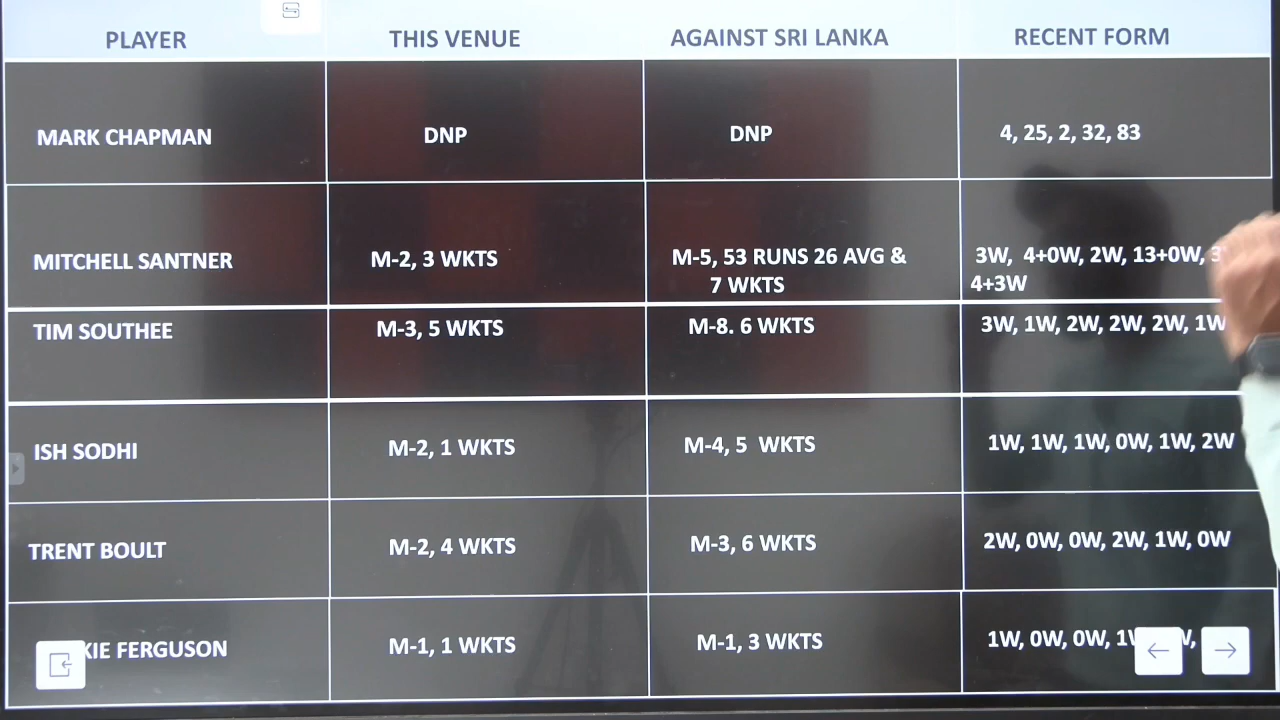 PLAYER THIS VENUE AGAINST SRI LANKA RECENT FORM
MARK CHAPMAN DNP DNP 4, 25, 2, 32, 83
MITCHELL SANTNER M-2, 3 WKTS M-5, 53 RUNS 26 AVG & 3W, 4+0W, 2W, 13+0W,
7 WKTS 4+3W
TIM SOUTHEE M-3, 5 WKTS M-8. 6 WKTS 3W, 1W, 2W, 2W, 2W, 1W
ISH SODHI M-2, 1 WKTS M-4, 5 WKTS 1W, 1W, 1W, 0W, 1W, 2W
TRENT BOULT M-2, 4 WKTS M-3, 6 WKTS 2W, 0W, 0W, 2W, 1W, 0W
KIE FERGUSON M-1, 1 WKTS M-1, 3 WKTS 1W, 0W, 0W,